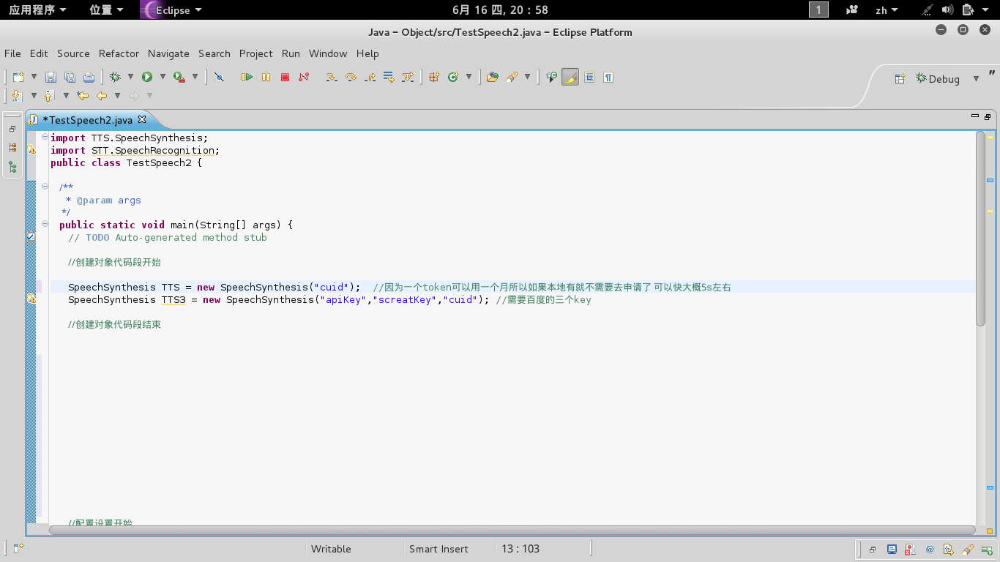 应用程序 位置 Eclipse 6月 16 四, 20 : 58 1 zh
Java - Object/src/TestSpeech2.java - Eclipse Platform
File Edit Source Refactor Navigate Search Project Run Window Help
Debug
*TestSpeech2.java
import TTS.SpeechSynthesis;
import STT.SpeechRecognition;
public class TestSpeech2 {
/**
* @param args
*/
public static void main(String[] args) {
// TODO Auto-generated method stub
//创建对象代码段开始
SpeechSynthesis TTS = new SpeechSynthesis("cuid"); //因为一个token可以用一个月所以如果本地有就不需要去申请了 可以快大概5s左右
SpeechSynthesis TTS3 = new SpeechSynthesis("apiKey","screatKey","cuid"); //需要百度的三个key
//创建对象代码段结束
//配置设置开始
Writable Smart Insert 13 : 103